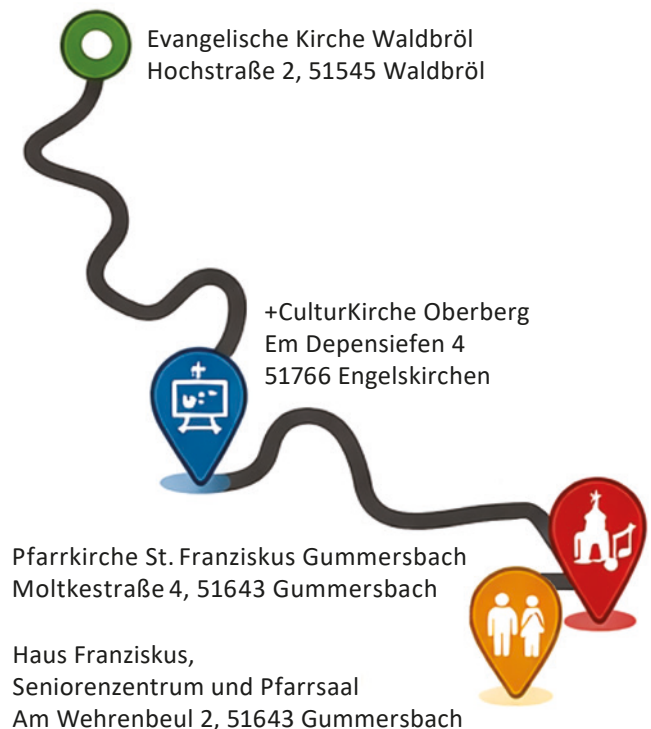 Evangelische Kirche Waldbröl
Hochstraße 2, 51545 Waldbröl
+CulturKirche Oberberg
Em Depensiefen 4
51766 Engelskirchen
Pfarrkirche St. Franziskus Gummersbach
Moltkestraße 4, 51643 Gummersbach
Haus Franziskus,
Seniorenzentrum und Pfarrsaal
Am Wehrenbeul 2, 51643 Gummersbach